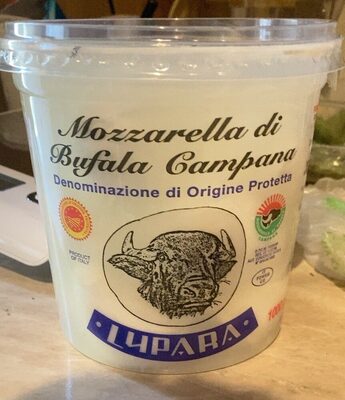 Mozzarella di
Bufala Campana
Denominazione di Origine Protetta
PRODUCT
OF ITALY
LUPARA